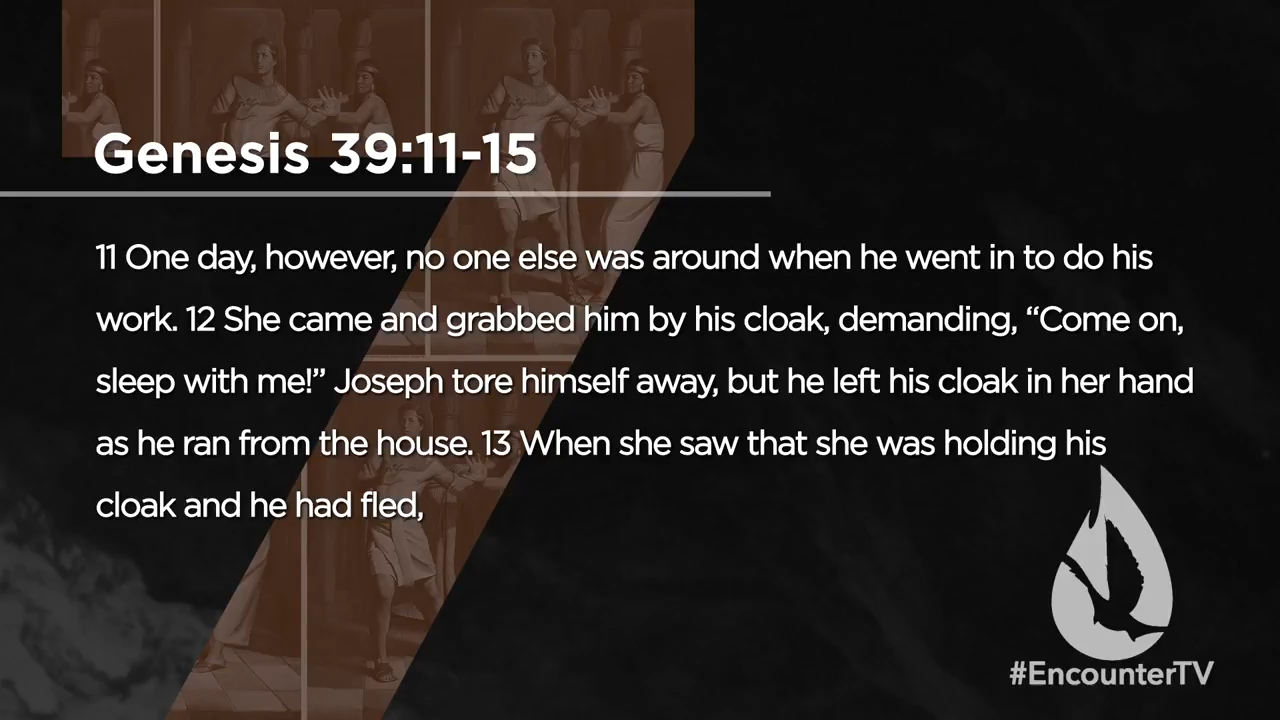 Genesis 39:11-15
11 One day, however, no one else was around when he went in to do his
work. 12 She came and grabbed him by his cloak, demanding, “Come on,
sleep with me!” Joseph tore himself away, but he left his cloak in her hand
as he ran from the house. 13 When she saw that she was holding his
cloak and he had fled,
#EncounterTV